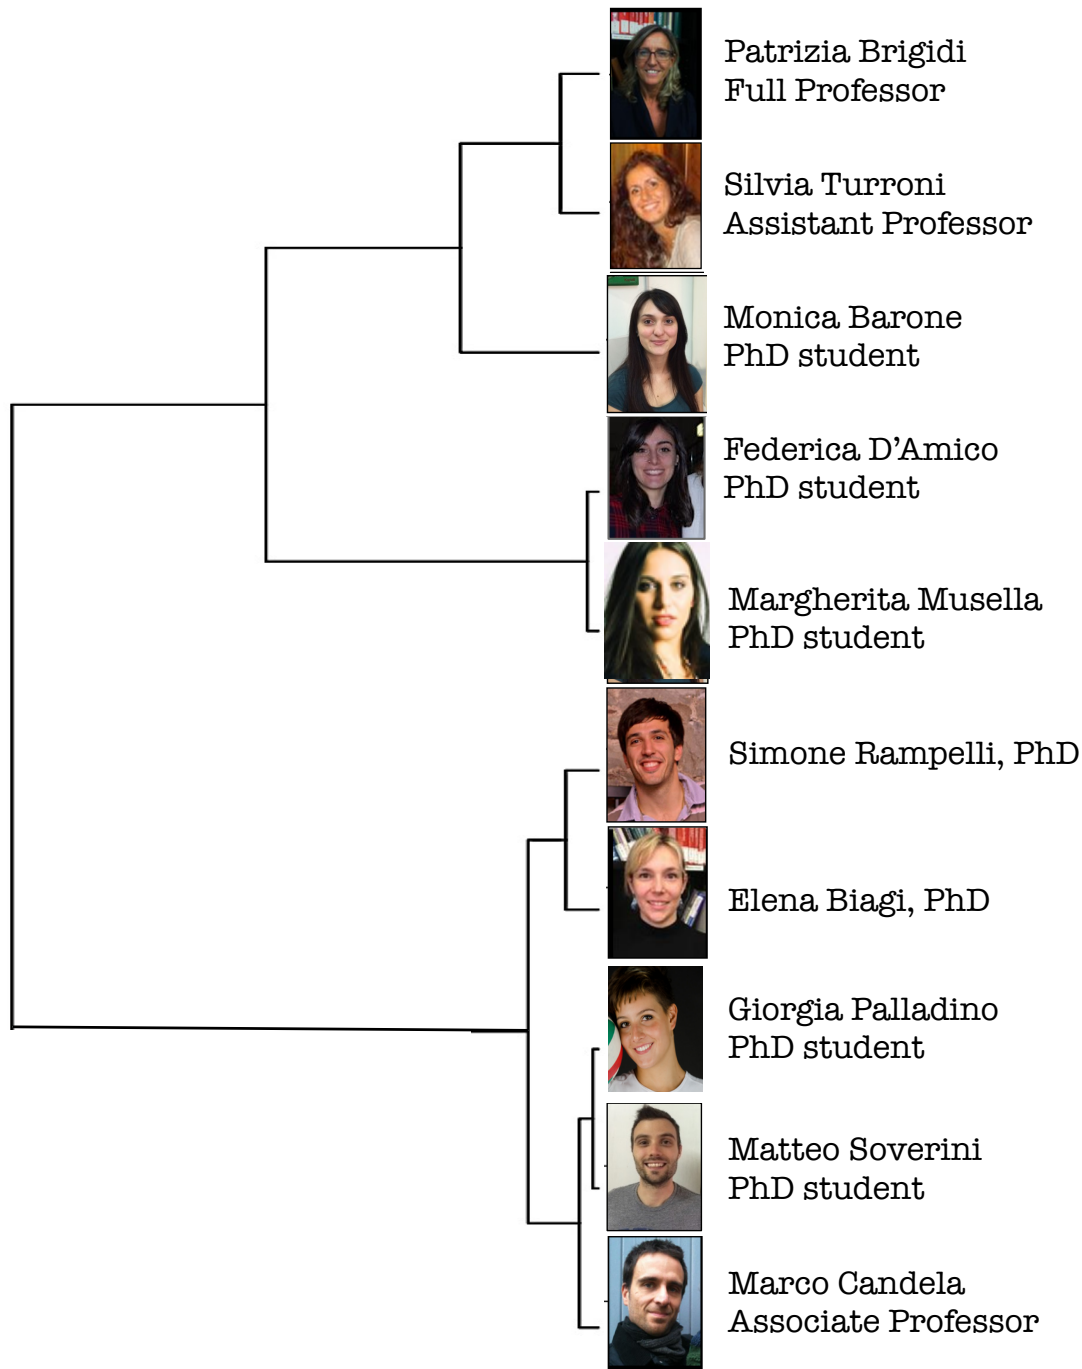 Patrizia Brigidi
Full Professor
Silvia Turroni
Assistant Professor
Monica Barone
PhD student
Federica D’Amico
PhD student
Margherita Musella
PhD student
Simone Rampelli, PhD
Elena Biagi, PhD
Giorgia Palladino
PhD student
Matteo Soverini
PhD student
Marco Candela
Associate Professor